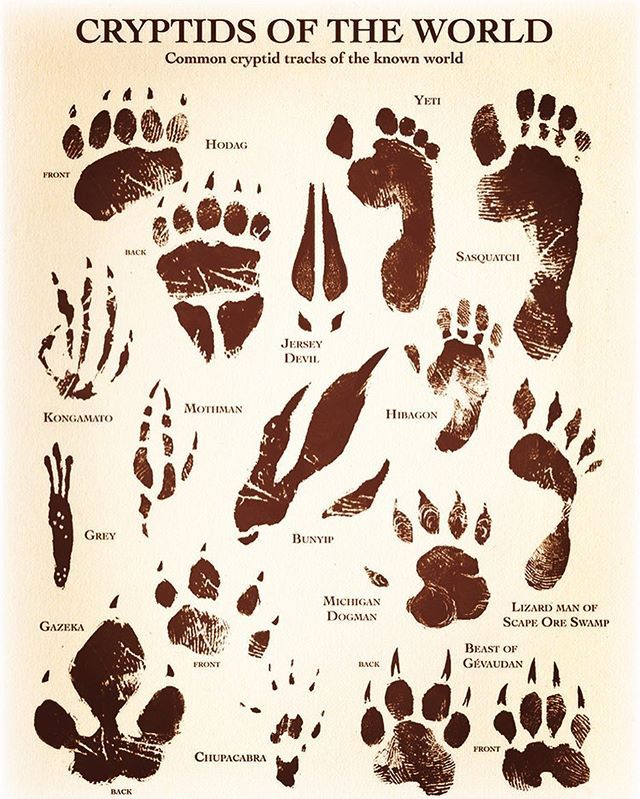 CRYPTIDS OF THE WORLD
Common cryptid tracks of the known world
YETI
HODAG
FRONT
BACK
SASQUATCH
JERSEY
DEVIL
KONGAMATO
MOTHMAN
HIBAGON
GREY
BUNYIP
MICHIGAN
DOGMAN
LIZARD MAN OF
SCAPE ORE SWAMP
GAZEKA
FRONT
BACK
BEAST OF
GÉVAUDAN
BACK
FRONT
CHUPACABRA